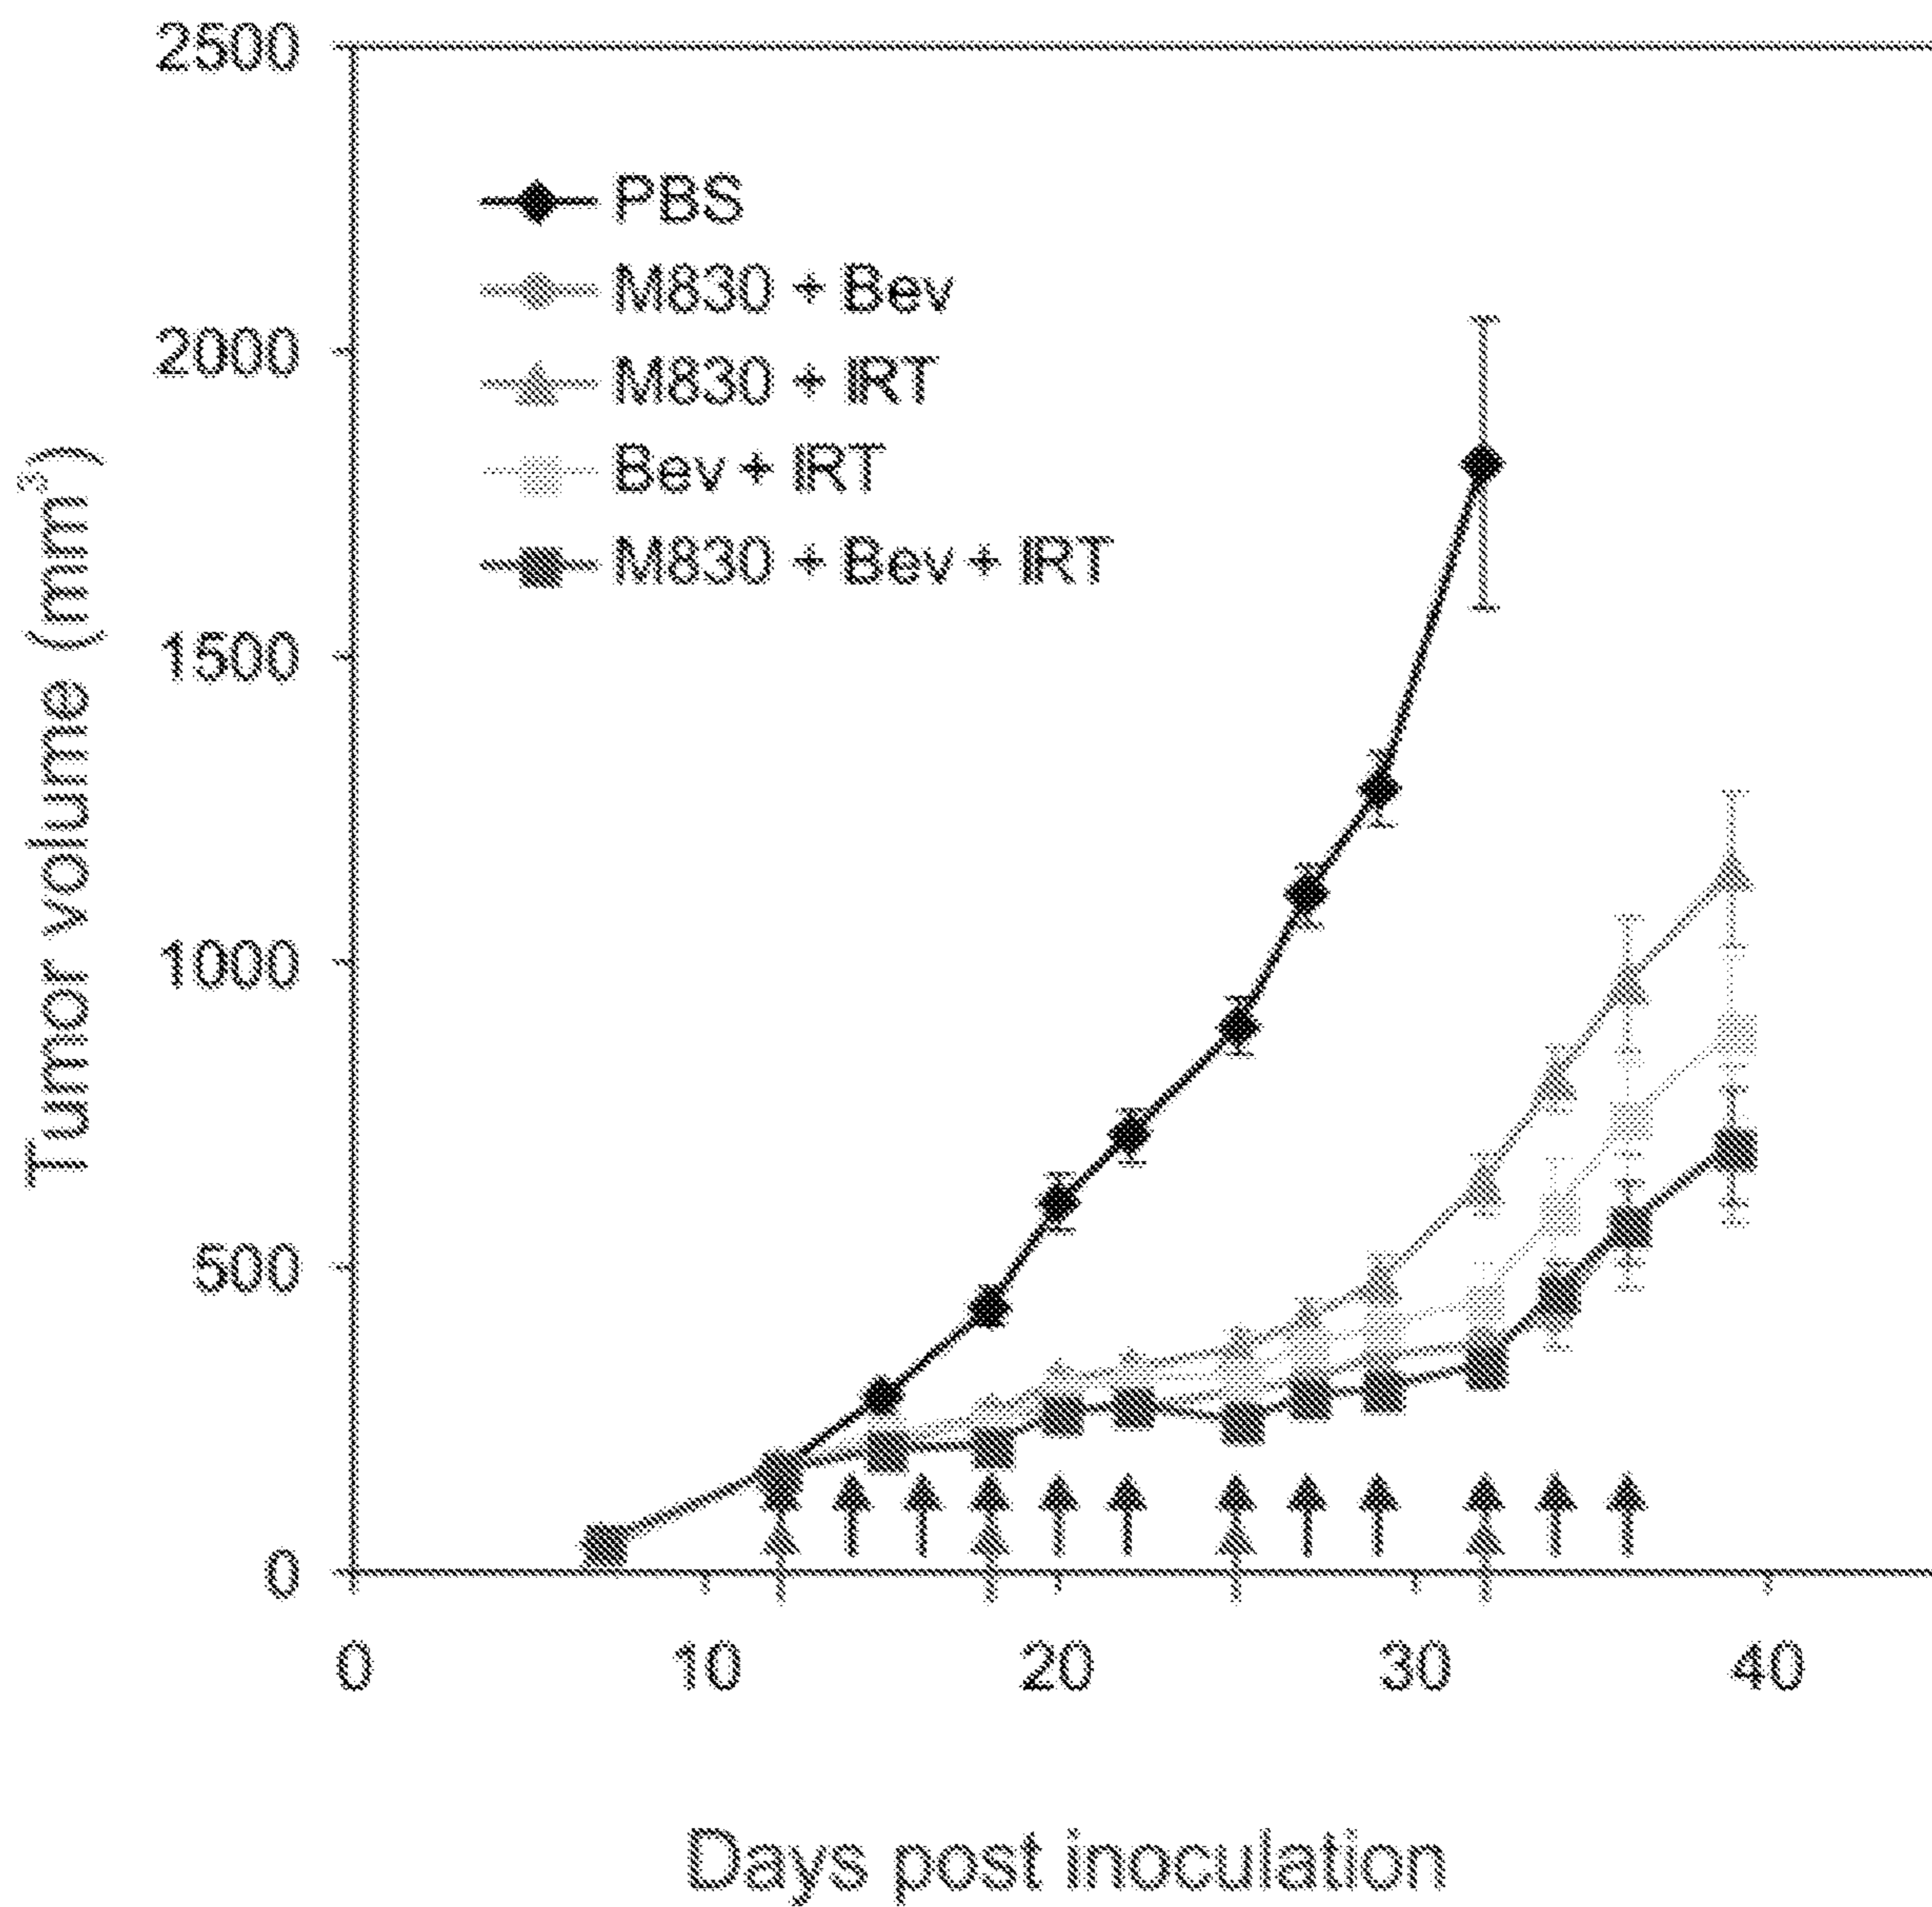 2500
2000
1500
1000
500
0
Tumor volume (mm³)
PBS
M830 + Bev
M830 + IRT
Bev + IRT
M830 + Bev + IRT
0 10 20 30 40
Days post inoculation